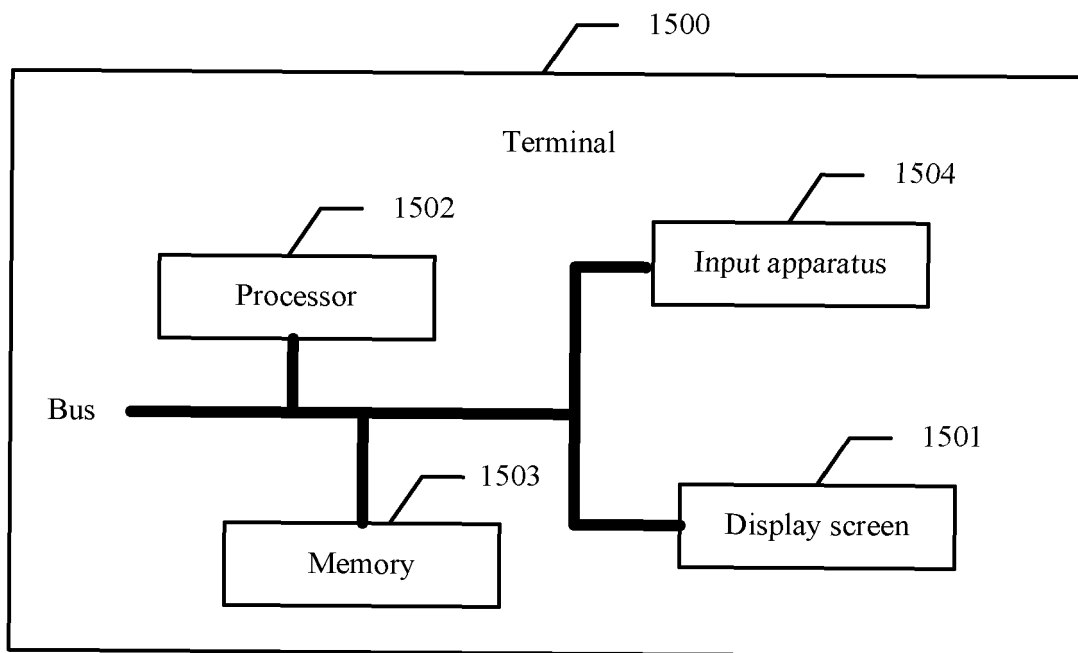 1500
Terminal
1504
1502
Input apparatus
Processor
Bus
1501
1503
Display screen
Memory